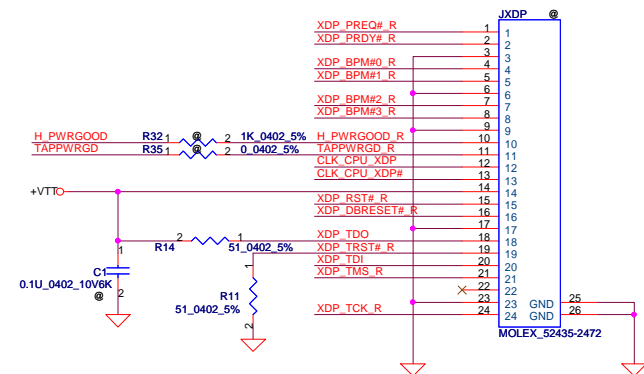 JXDP @
XDP_PREQ#_R 1 1
XDP_PRDY#_R 2 2
3 3
XDP_BPM#0_R 4 4
XDP_BPM#1_R 5 5
6 6
XDP_BPM#2_R 7 7
XDP_BPM#3_R 8 8
9 9
H_PWRGOOD R32 1 @ 2 1K_0402_5% H_PWRGOOD_R 10 10
TAPPWRGD R35 1 @ 2 0_0402_5% TAPPWRGD_R 11 11
CLK_CPU_XDP 12 12
CLK_CPU_XDP# 13 13
+VTT 14 14
XDP_RST#_R 15 15
XDP_DBRESET#_R 16 16
17 17
R14 2 1 51_0402_5% XDP_TDO 18 18
XDP_TRST#_R 19 19
XDP_TDI 20 20
XDP_TMS_R 21 21
22 22
23 23 GND 25
XDP_TCK_R 24 24 GND 26
MOLEX_52435-2472
1
C1
0.1U_0402_10V6K
@ 2
1
R11
51_0402_5%
2